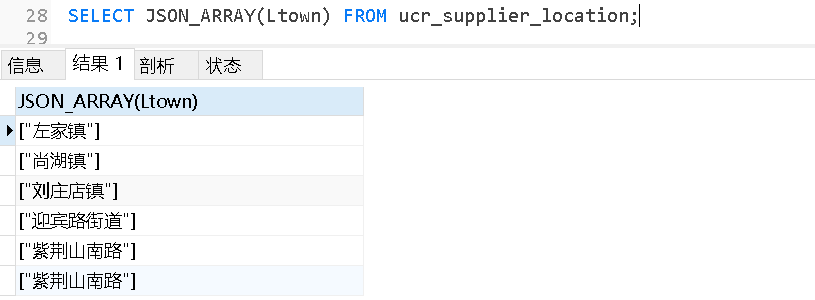 28 SELECT JSON_ARRAY(Ltown) FROM ucr_supplier_location;
29
信息 结果 1 剖析 状态
JSON_ARRAY(Ltown)
["左家镇"]
["尚湖镇"]
["刘庄店镇"]
["迎宾路街道"]
["紫荆山南路"]
["紫荆山南路"]